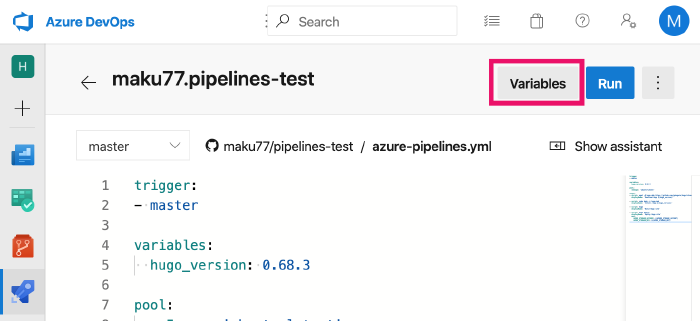 Azure DevOps
Search
M
H
maku77.pipelines-test
Variables
Run
master
maku77/pipelines-test / azure-pipelines.yml
Show assistant
1 trigger:
2 - master
3
4 variables:
5 hugo_version: 0.68.3
6
7 pool: